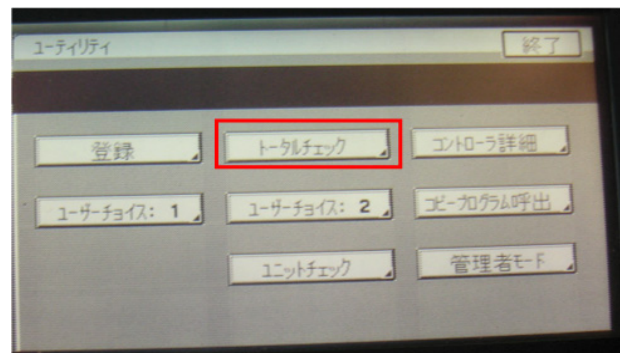 ユーティリティ 終了
登録 トータルチェック コントローラ詳細
ユーザーチョイス: 1 ユーザーチョイス: 2 コピープログラム呼出
ユニットチェック 管理者モード